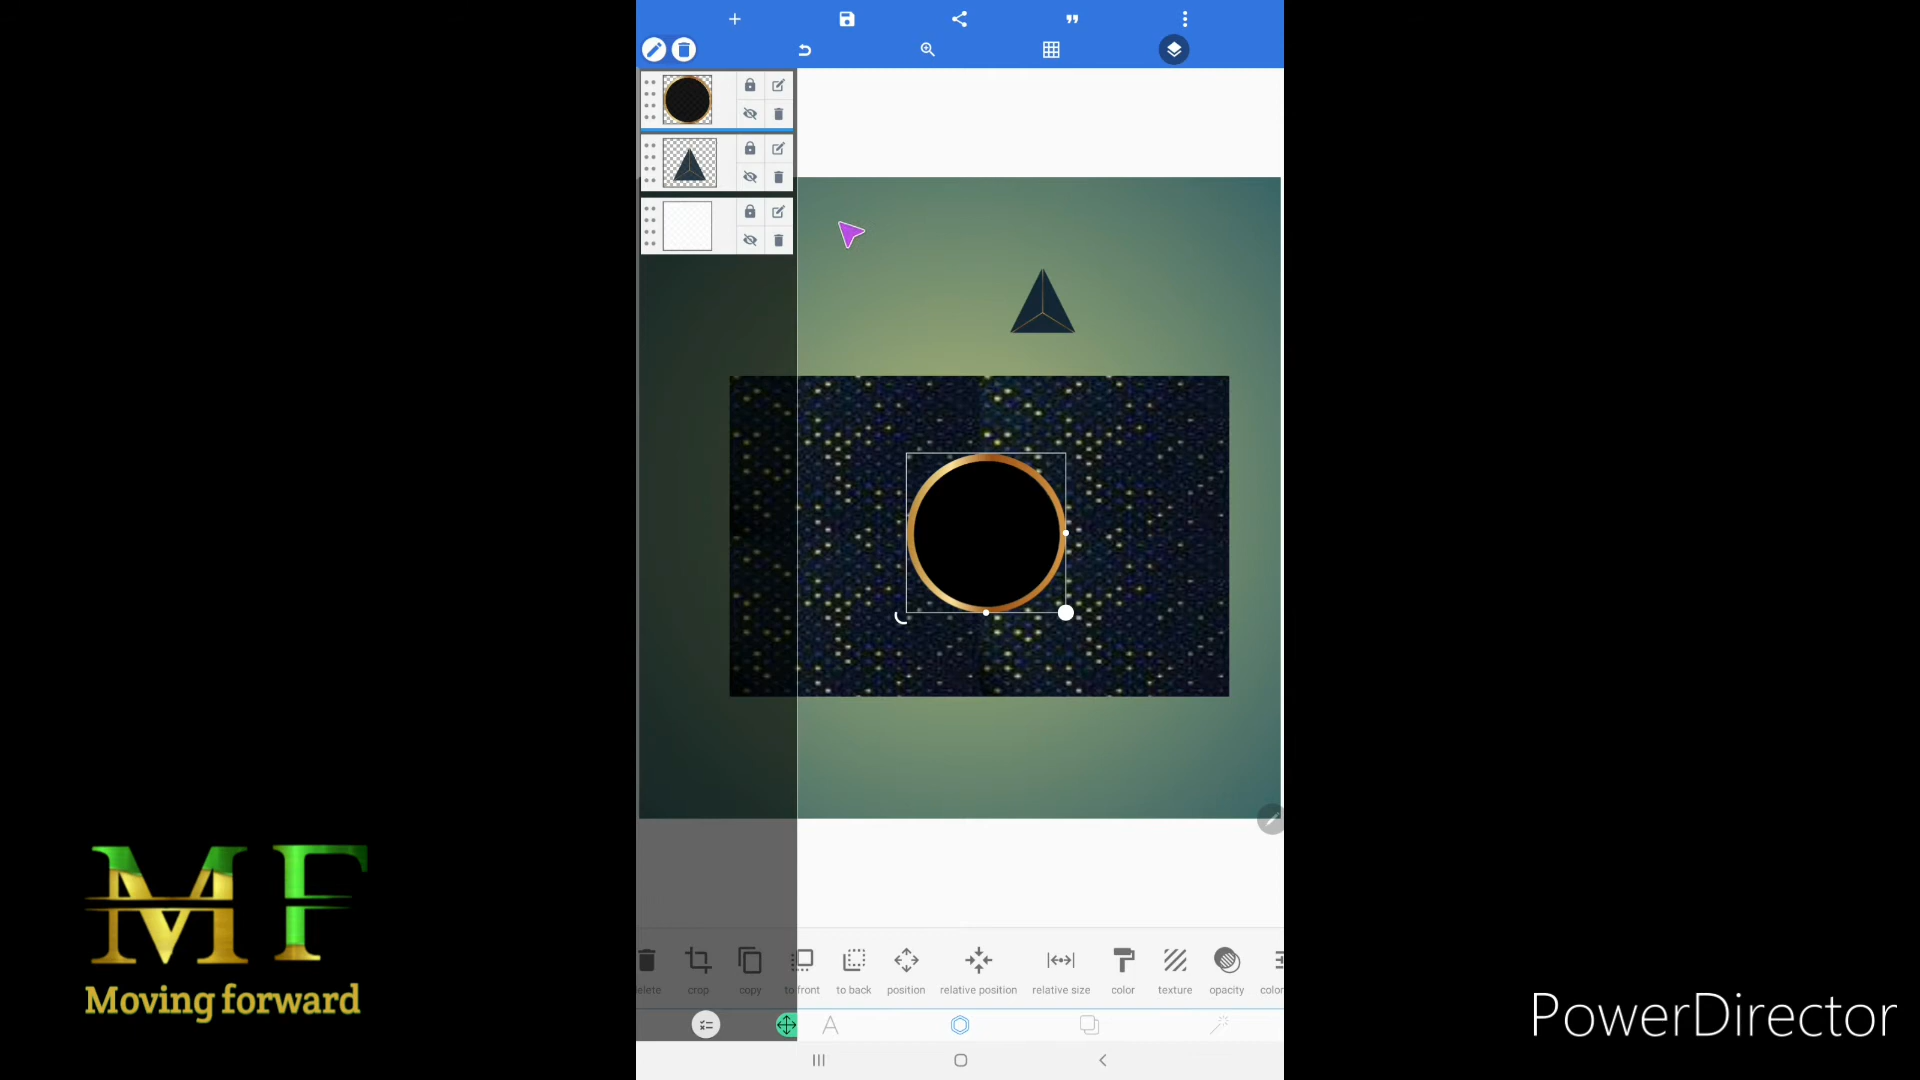 elete
crop
copy
to front
to back
position
relative position
relative size
color
texture
opacity
color
A
MF
Moving forward
PowerDirector